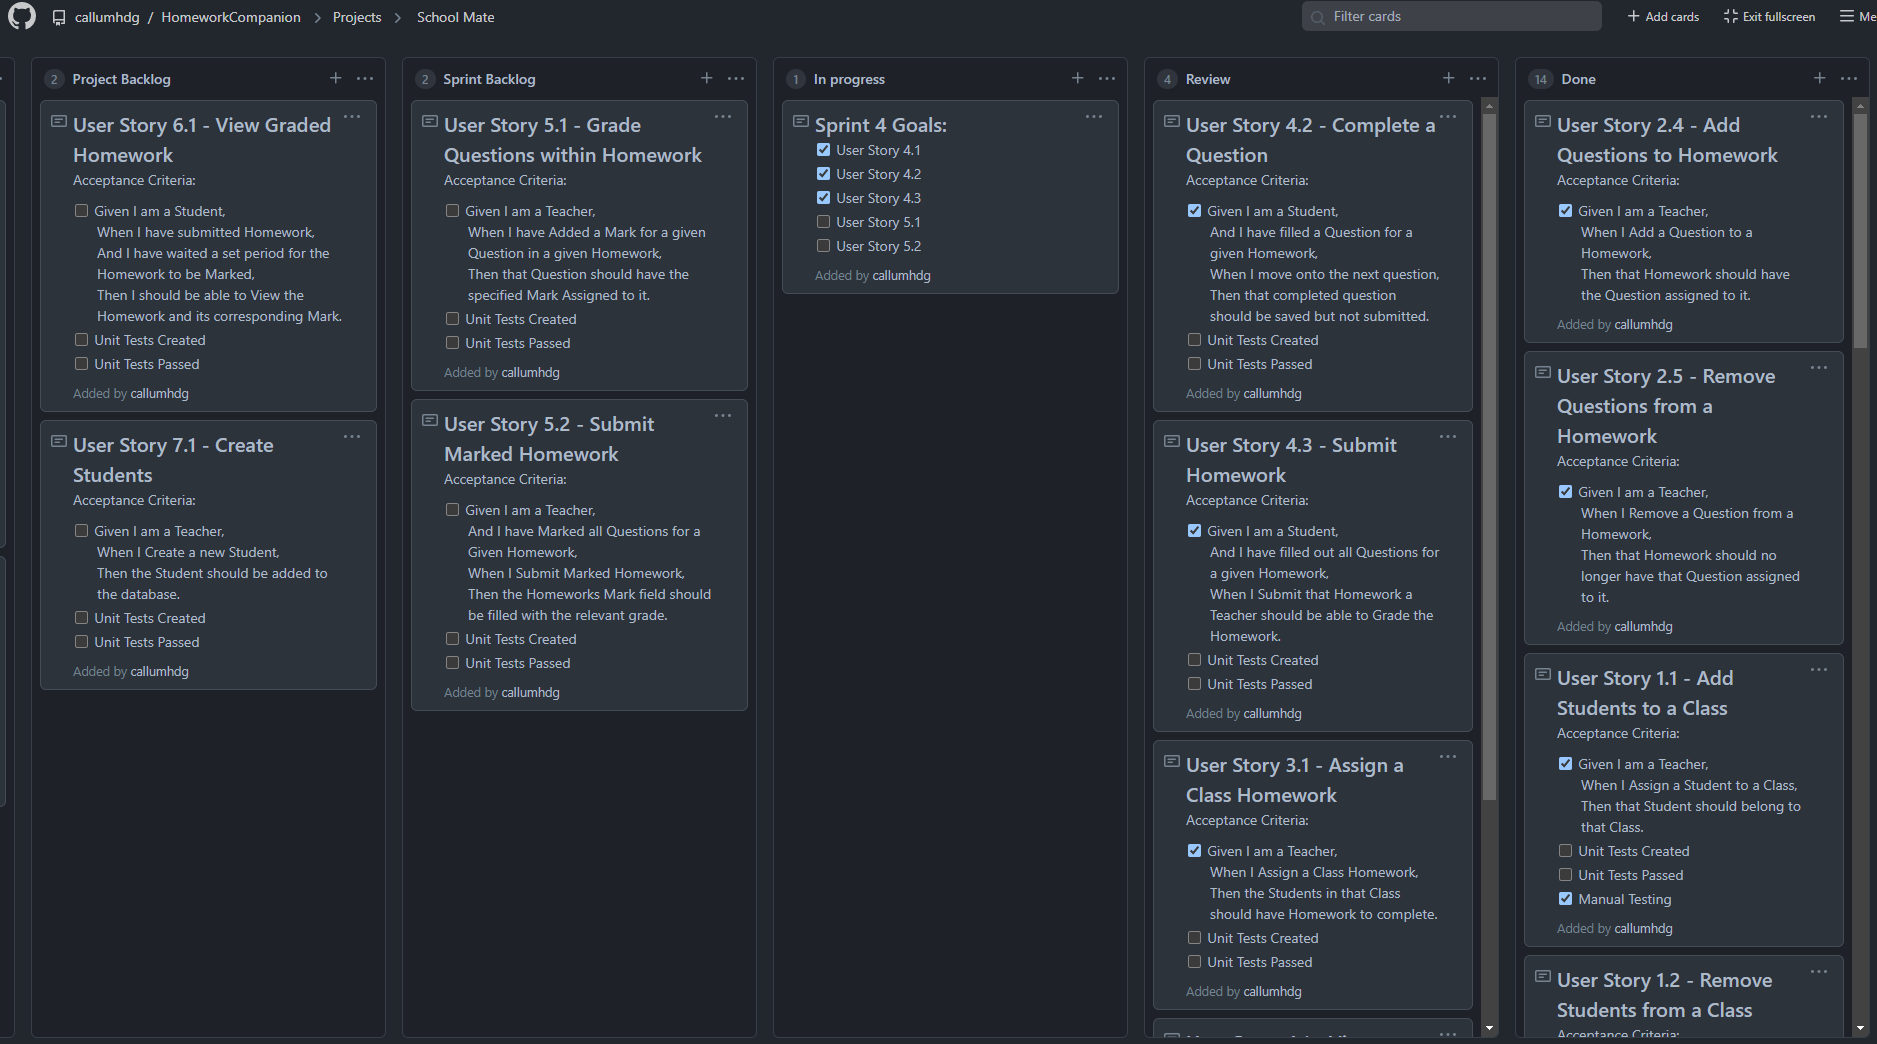 callumhdg / HomeworkCompanion > Projects > School Mate
Filter cards
Add cards
Exit fullscreen
Me
2 Project Backlog
User Story 6.1 - View Graded
Homework
Acceptance Criteria:
Given I am a Student,
When I have submitted Homework,
And I have waited a set period for the
Homework to be Marked,
Then I should be able to View the
Homework and its corresponding Mark.
Unit Tests Created
Unit Tests Passed
Added by callumhdg
User Story 7.1 - Create
Students
Acceptance Criteria:
Given I am a Teacher,
When I Create a new Student,
Then the Student should be added to
the database.
Unit Tests Created
Unit Tests Passed
Added by callumhdg
2 Sprint Backlog
User Story 5.1 - Grade
Questions within Homework
Acceptance Criteria:
Given I am a Teacher,
When I have Added a Mark for a given
Question in a given Homework,
Then that Question should have the
specified Mark Assigned to it.
Unit Tests Created
Unit Tests Passed
Added by callumhdg
User Story 5.2 - Submit
Marked Homework
Acceptance Criteria:
Given I am a Teacher,
And I have Marked all Questions for a
Given Homework,
When I Submit Marked Homework,
Then the Homeworks Mark field should
be filled with the relevant grade.
Unit Tests Created
Unit Tests Passed
Added by callumhdg
1 In progress
Sprint 4 Goals:
User Story 4.1
User Story 4.2
User Story 4.3
User Story 5.1
User Story 5.2
Added by callumhdg
4 Review
User Story 4.2 - Complete a
Question
Acceptance Criteria:
Given I am a Student,
And I have filled a Question for a
given Homework,
When I move onto the next question,
Then that completed question
should be saved but not submitted.
Unit Tests Created
Unit Tests Passed
Added by callumhdg
User Story 4.3 - Submit
Homework
Acceptance Criteria:
Given I am a Student,
And I have filled out all Questions for
a given Homework,
When I Submit that Homework a
Teacher should be able to Grade the
Homework.
Unit Tests Created
Unit Tests Passed
Added by callumhdg
User Story 3.1 - Assign a
Class Homework
Acceptance Criteria:
Given I am a Teacher,
When I Assign a Class Homework,
Then the Students in that Class
should have Homework to complete.
Unit Tests Created
Unit Tests Passed
Added by callumhdg
14 Done
User Story 2.4 - Add
Questions to Homework
Acceptance Criteria:
Given I am a Teacher,
When I Add a Question to a
Homework,
Then that Homework should have
the Question assigned to it.
Added by callumhdg
User Story 2.5 - Remove
Questions from a
Homework
Acceptance Criteria:
Given I am a Teacher,
When I Remove a Question from a
Homework,
Then that Homework should no
longer have that Question assigned
to it.
Added by callumhdg
User Story 1.1 - Add
Students to a Class
Acceptance Criteria:
Given I am a Teacher,
When I Assign a Student to a Class,
Then that Student should belong to
that Class.
Unit Tests Created
Unit Tests Passed
Manual Testing
Added by callumhdg
User Story 1.2 - Remove
Students from a Class
Acceptance Criteria: